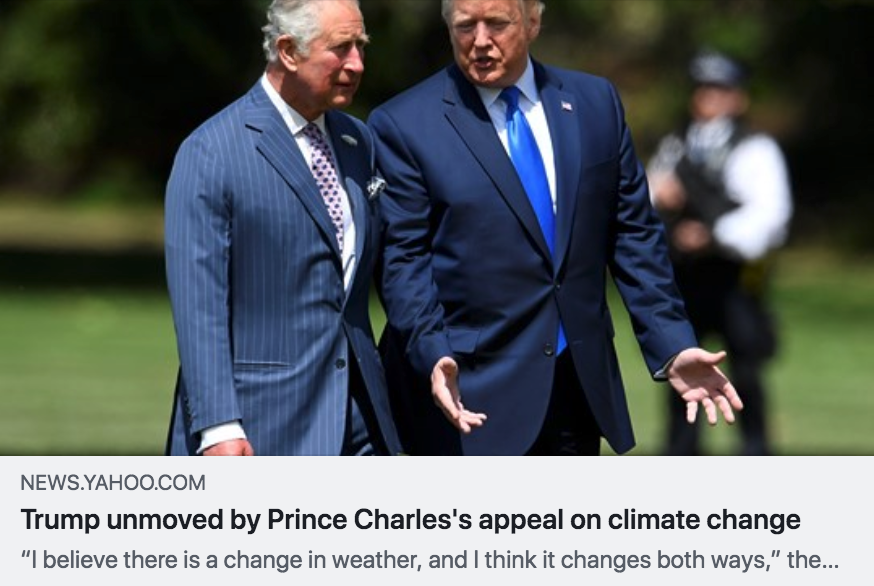 NEWS.YAHOO.COM
Trump unmoved by Prince Charles's appeal on climate change
“I believe there is a change in weather, and I think it changes both ways,” the...